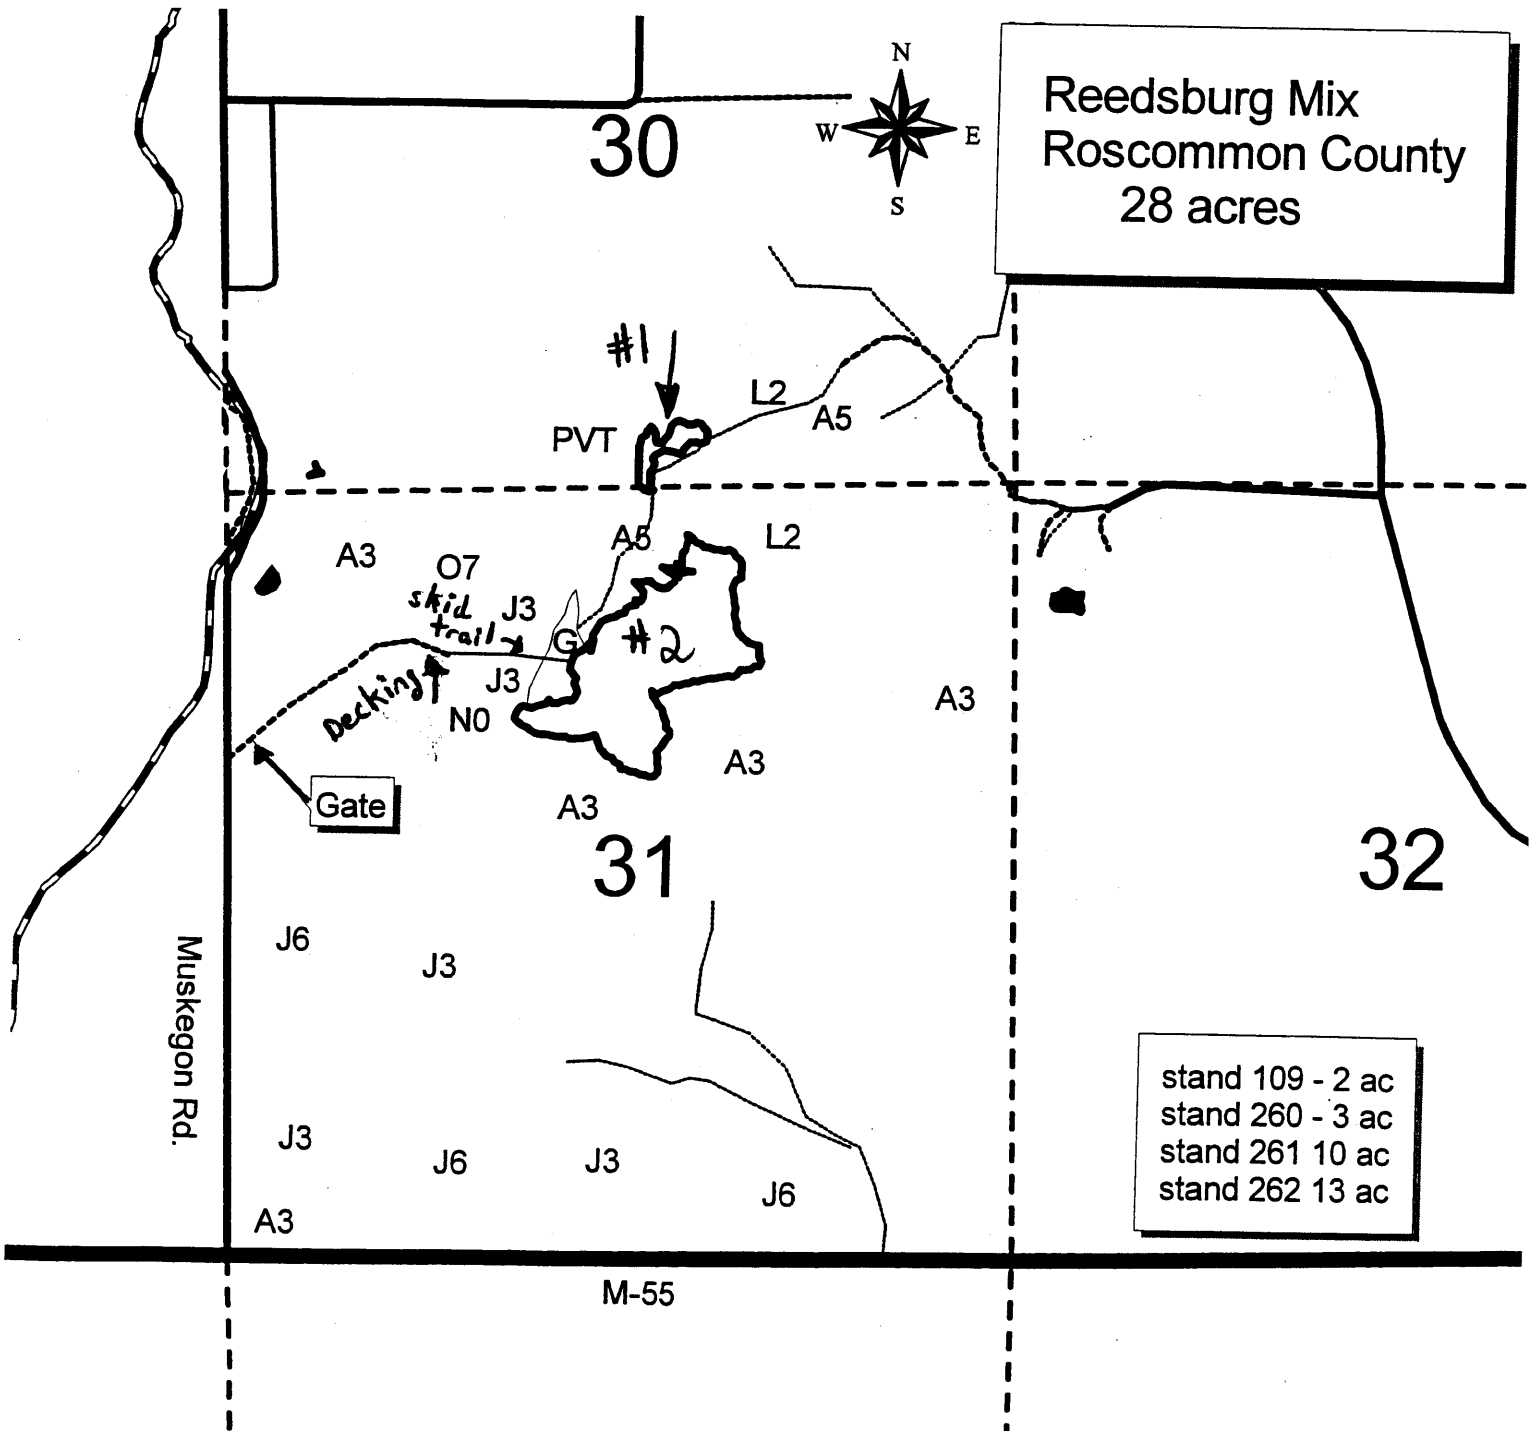 N
W E
S
Reedsburg Mix
Roscommon County
28 acres
30
#1
L2
A5
PVT
A5
L2
A3
O7
skid
trail
J3
G
#2
J3
Decking
N0
A3
A3
Gate
A3
31
32
J6
J3
Muskegon Rd.
stand 109 - 2 ac
stand 260 - 3 ac
stand 261 10 ac
stand 262 13 ac
J3
J6
J3
J6
A3
M-55